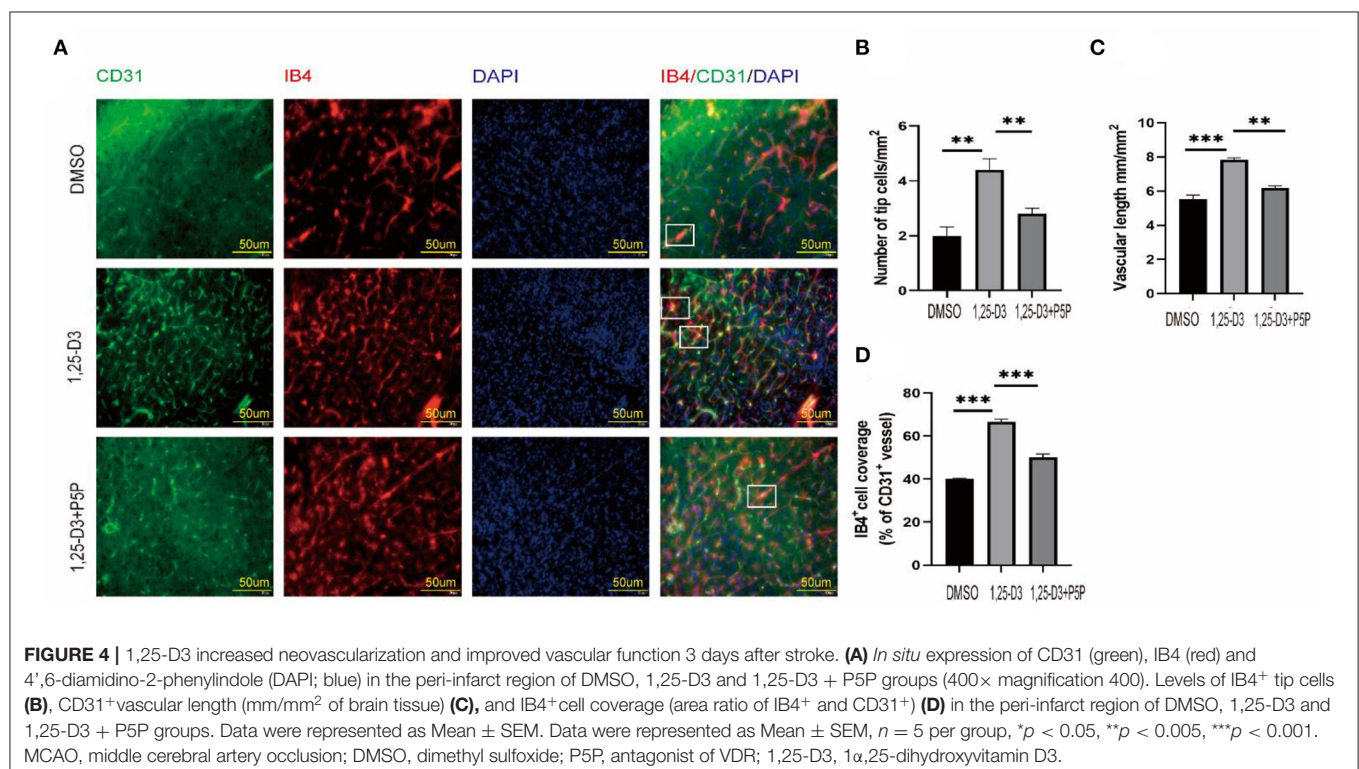 A
CD31 IB4 DAPI IB4/CD31/DAPI
DMSO
50um 50um 50um 50um
1,25-D3
50um 50um 50um 50um
1,25-D3+P5P
50um 50um 50um 50um
B
Number of tip cells/mm²
6
4
2
0
** **
DMSO 1,25-D3 1,25-D3+P5P
C
Vascular length mm/mm²
10
8
6
4
2
0
*** **
DMSO 1,25-D3 1,25-D3+P5P
D
IB4⁺cell coverage
(% of CD31⁺ vessel)
80
60
40
20
0
*** ***
DMSO 1,25-D3 1,25-D3+P5P
FIGURE 4 | 1,25-D3 increased neovascularization and improved vascular function 3 days after stroke. (A) In situ expression of CD31 (green), IB4 (red) and
4′,6-diamidino-2-phenylindole (DAPI; blue) in the peri-infarct region of DMSO, 1,25-D3 and 1,25-D3 + P5P groups (400× magnification 400). Levels of IB4⁺ tip cells
(B), CD31⁺vascular length (mm/mm² of brain tissue) (C), and IB4⁺cell coverage (area ratio of IB4⁺ and CD31⁺) (D) in the peri-infarct region of DMSO, 1,25-D3 and
1,25-D3 + P5P groups. Data were represented as Mean ± SEM. Data were represented as Mean ± SEM, n = 5 per group, *p < 0.05, **p < 0.005, ***p < 0.001.
MCAO, middle cerebral artery occlusion; DMSO, dimethyl sulfoxide; P5P, antagonist of VDR; 1,25-D3, 1α,25-dihydroxyvitamin D3.